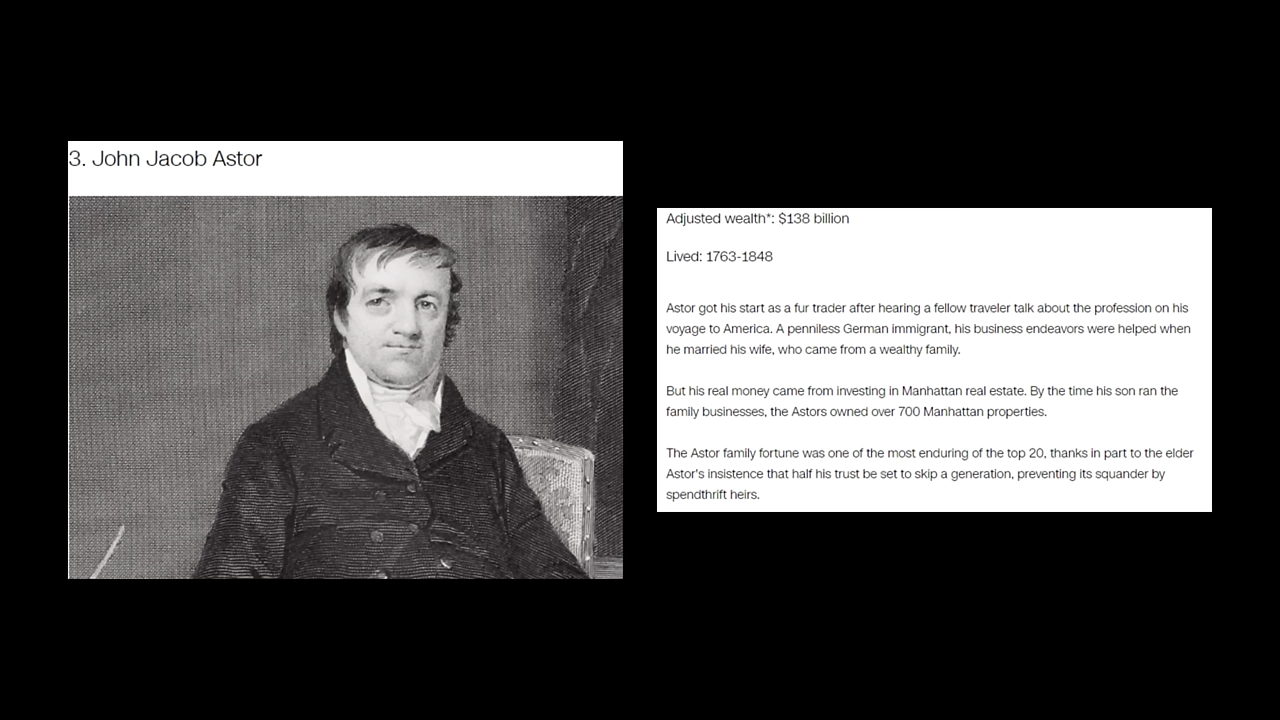 3. John Jacob Astor
Adjusted wealth*: $138 billion
Lived: 1763-1848
Astor got his start as a fur trader after hearing a fellow traveler talk about the profession on his
voyage to America. A penniless German immigrant, his business endeavors were helped when
he married his wife, who came from a wealthy family.
But his real money came from investing in Manhattan real estate. By the time his son ran the
family businesses, the Astors owned over 700 Manhattan properties.
The Astor family fortune was one of the most enduring of the top 20, thanks in part to the elder
Astor's insistence that half his trust be set to skip a generation, preventing its squander by
spendthrift heirs.